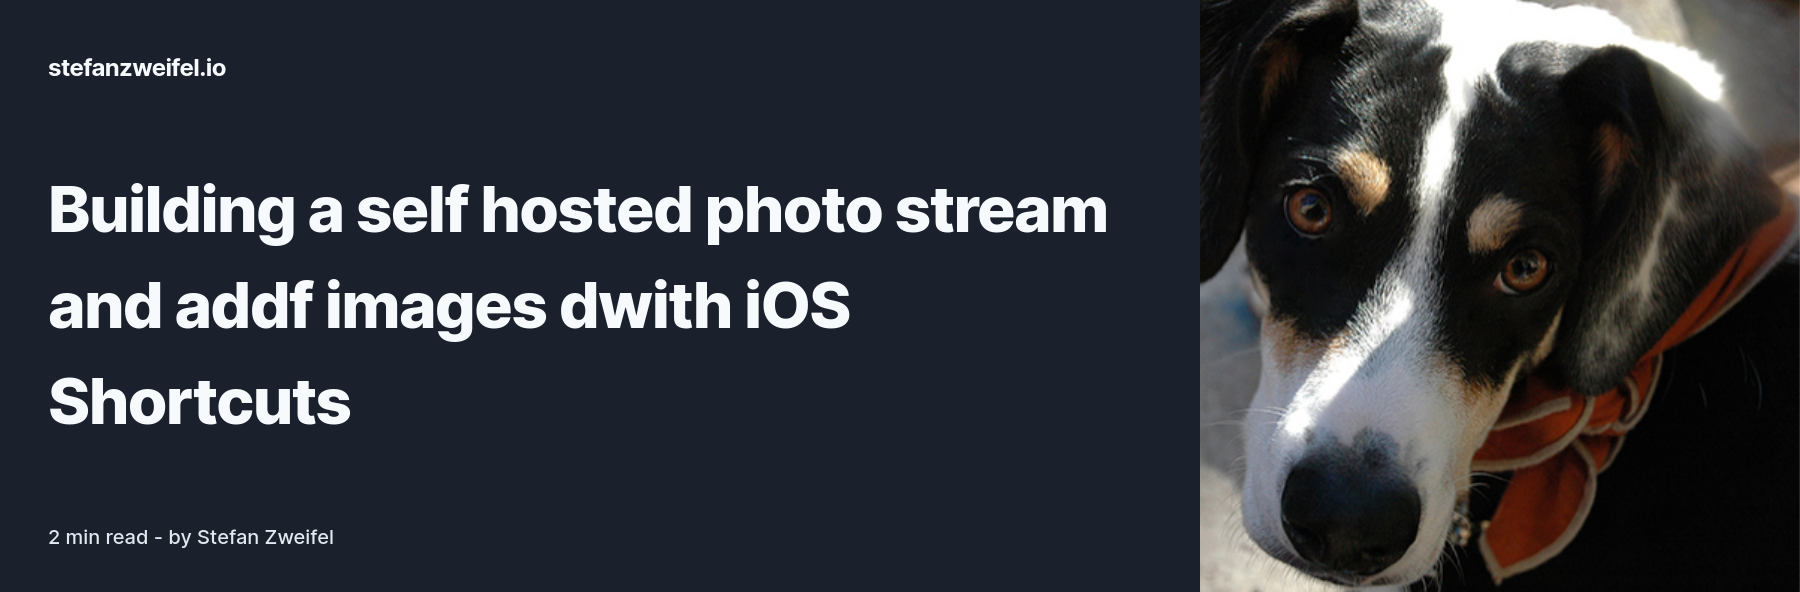 stefanzweifel.io
Building a self hosted photo stream
and addf images dwith iOS
Shortcuts
2 min read - by Stefan Zweifel